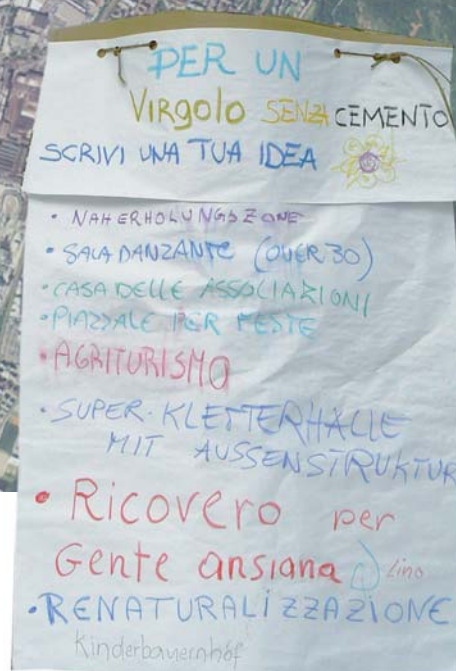 PER UN
VIRgOLO SENZA CEMENTO
SCRIVI UNA TUA IDEA
• NAHERHOLUNGSZONE
• SALA DANZANTE (OVER 30)
• CASA DELLE ASSOCIAZIONI
• PIAZZALE PER FESTE
• AGRITURISMO
• SUPER-KLETTERHALLE
MIT AUSSENSTRUKTUR
• Ricovero per
Gente ansiana Lino
• RENATURALIZZAZIONE
Kinderbauernhof